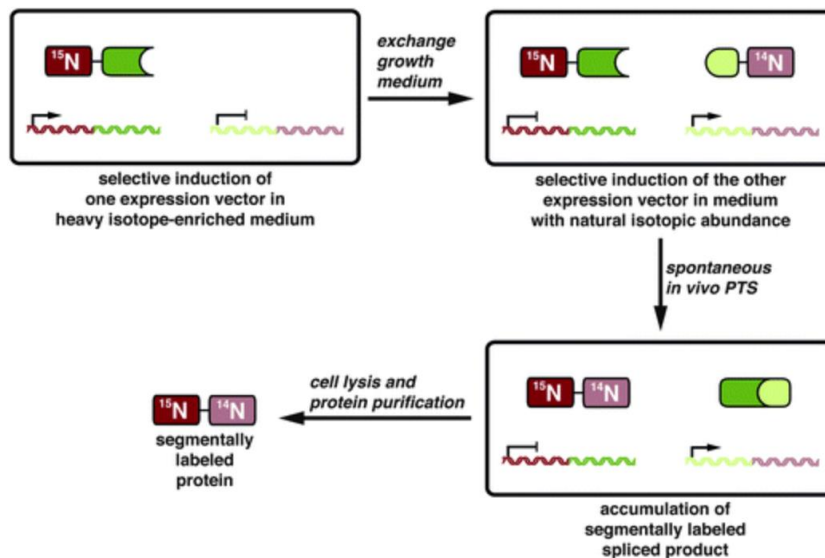 15N
exchange
growth
medium
15N
14N
selective induction of
one expression vector in
heavy isotope-enriched medium
selective induction of the other
expression vector in medium
with natural isotopic abundance
spontaneous
in vivo PTS
cell lysis and
protein purification
15N 14N
15N 14N
segmentally
labeled
protein
accumulation of
segmentally labeled
spliced product